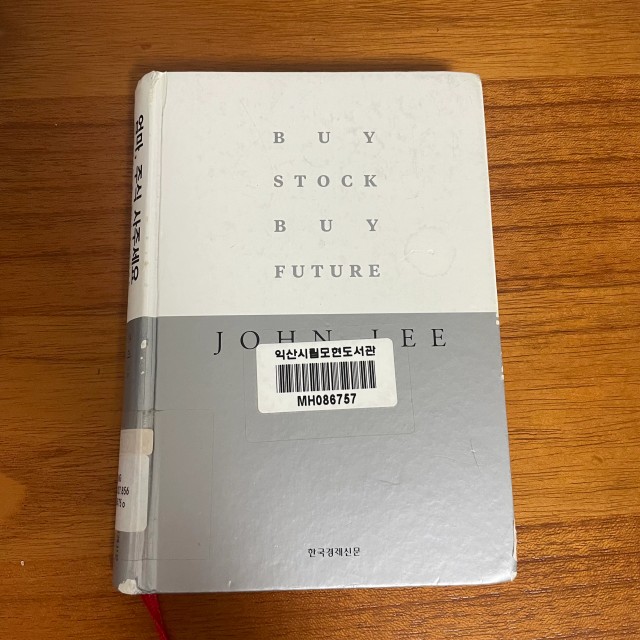 엄마, 주식 사주세요
BUY
STOCK
BUY
FUTURE
JOHN LEE
익산시립모현도서관
MH086757
한국경제신문